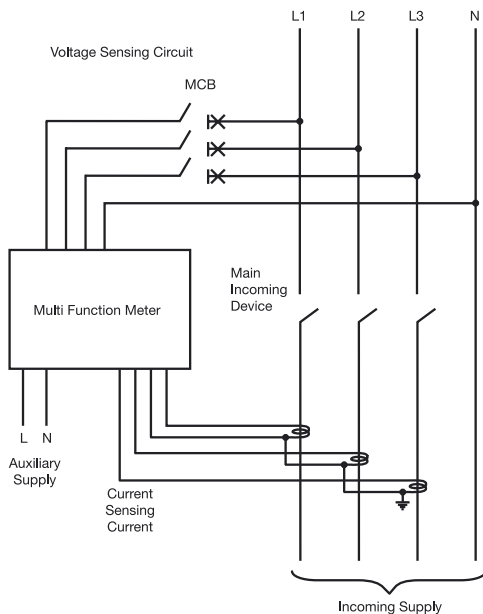 L1 L2 L3 N
Voltage Sensing Circuit
MCB
Main
Incoming
Device
Multi Function Meter
L N
Auxiliary
Supply
Current
Sensing
Current
Incoming Supply